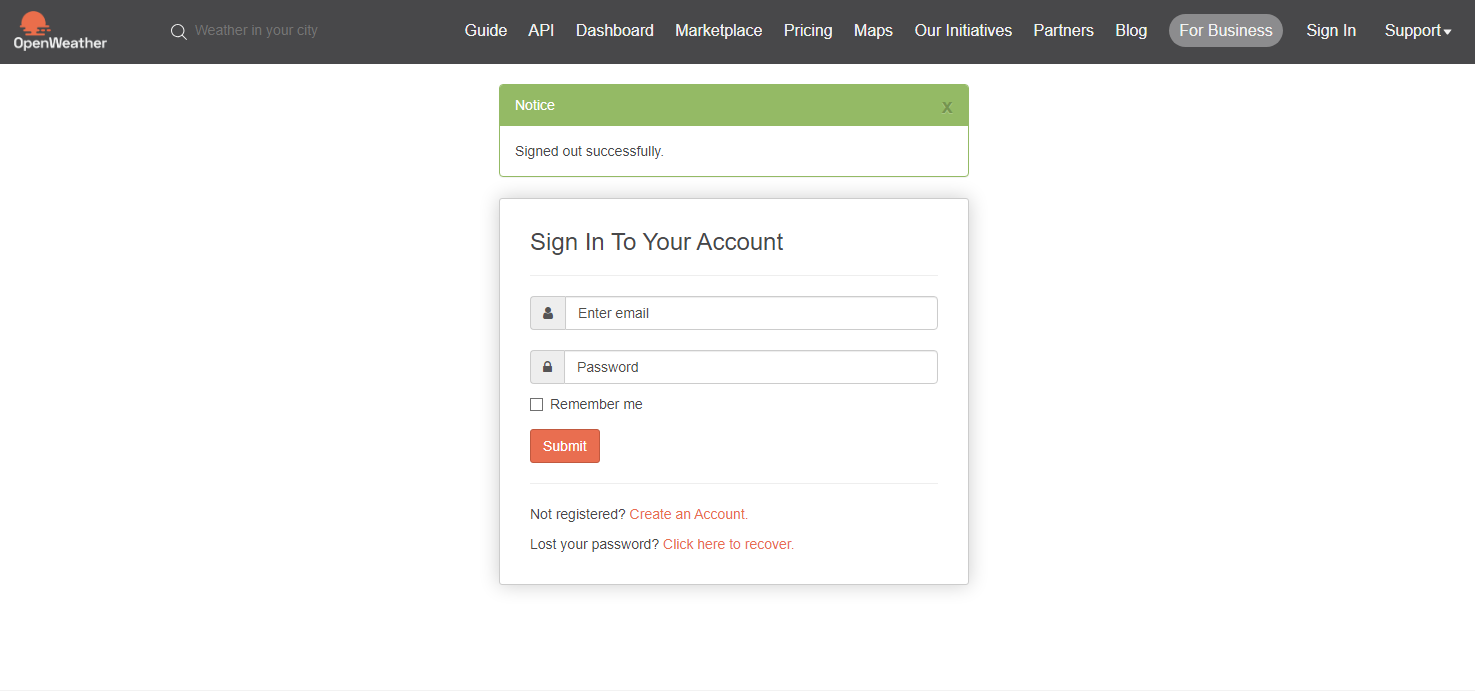 OpenWeather
Weather in your city
Guide API Dashboard Marketplace Pricing Maps Our Initiatives Partners Blog For Business Sign In Support
Notice x
Signed out successfully.
Sign In To Your Account
Enter email
Password
Remember me
Submit
Not registered? Create an Account.
Lost your password? Click here to recover.